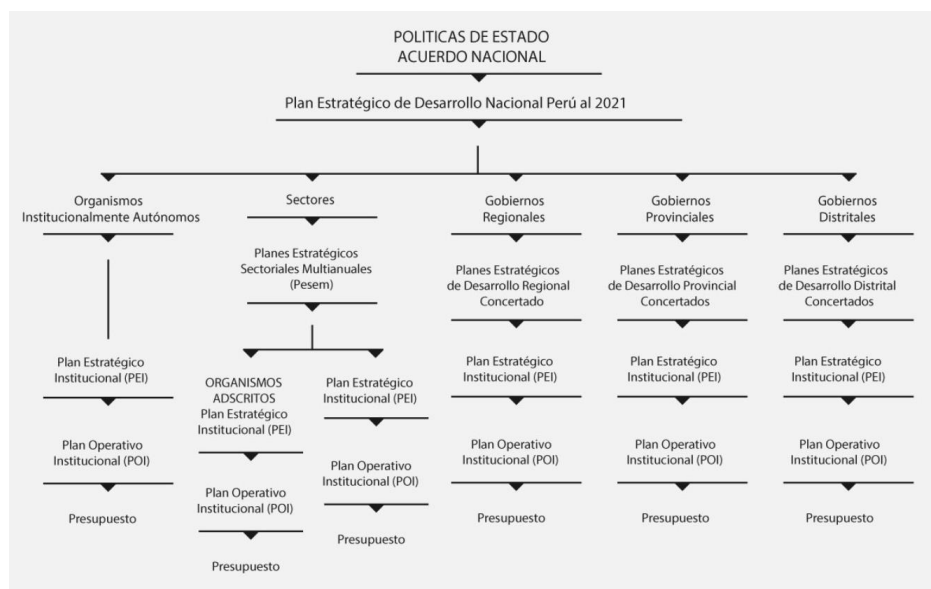 POLITICAS DE ESTADO
ACUERDO NACIONAL
Plan Estratégico de Desarrollo Nacional Perú al 2021
Organismos
Institucionalmente Autónomos
Plan Estratégico
Institucional (PEI)
Plan Operativo
Institucional (POI)
Presupuesto
Sectores
Planes Estratégicos
Sectoriales Multianuales
(Pesem)
ORGANISMOS
ADSCRITOS
Plan Estratégico
Institucional (PEI)
Plan Operativo
Institucional (POI)
Presupuesto
Plan Estratégico
Institucional (PEI)
Plan Operativo
Institucional (POI)
Presupuesto
Gobiernos
Regionales
Planes Estratégicos
de Desarrollo Regional
Concertado
Plan Estratégico
Institucional (PEI)
Plan Operativo
Institucional (POI)
Presupuesto
Gobiernos
Provinciales
Planes Estratégicos
de Desarrollo Provincial
Concertados
Plan Estratégico
Institucional (PEI)
Plan Operativo
Institucional (POI)
Presupuesto
Gobiernos
Distritales
Planes Estratégicos
de Desarrollo Distrital
Concertados
Plan Estratégico
Institucional (PEI)
Plan Operativo
Institucional (POI)
Presupuesto